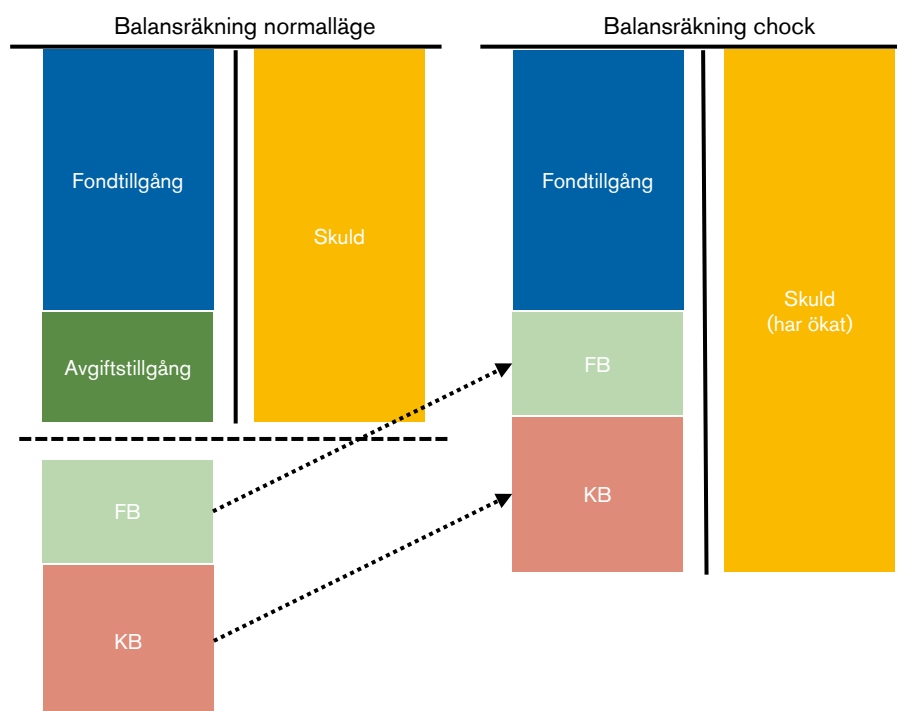 Balansräkning normalläge
Fondtillgång
Skuld
Avgiftstillgång
FB
KB
Balansräkning chock
Fondtillgång
Skuld
(har ökat)
FB
KB